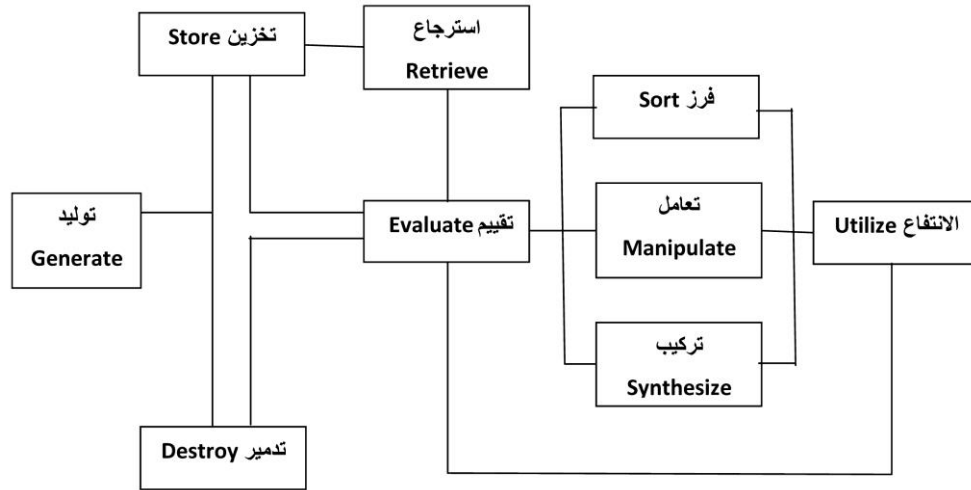 تخزين Store
استرجاع
Retrieve
فرز Sort
توليد
Generate
تقييم Evaluate
تعامل
Manipulate
الانتفاع Utilize
تركيب
Synthesize
تدمير Destroy